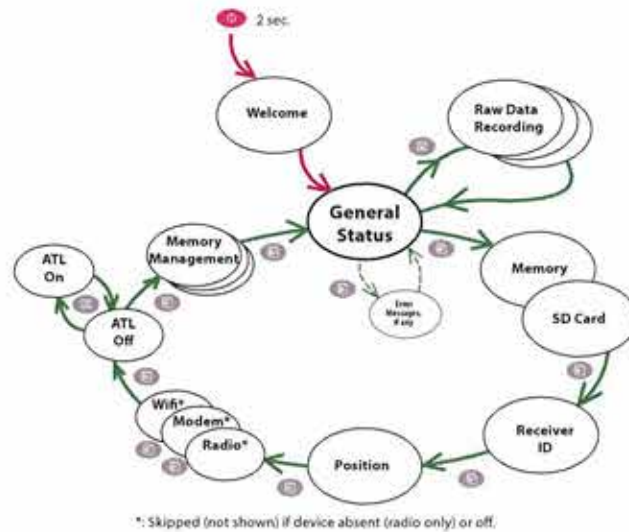 2 sec.
Welcome
Raw Data
Recording
General
Status
Memory
Management
ATL
On
Memory
Error
Messages,
if any
SD Card
ATL
Off
Wifi*
Modem*
Radio*
Receiver
ID
Position
*: Skipped (not shown) if device absent (radio only) or off.